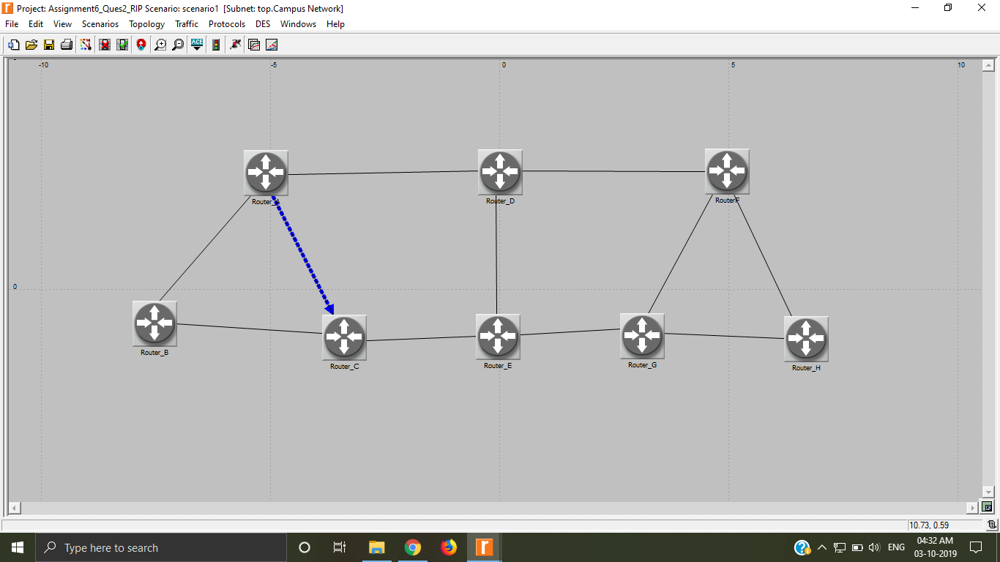 Project: Assignment6_Ques2_RIP Scenario: scenario1 [Subnet: top.Campus Network]
File Edit View Scenarios Topology Traffic Protocols DES Windows Help
ACE
-10 -5 0 5 10
Router_D RouterF
Router_
0
Router_B Router_C Router_E Router_G Router_H
10.73, 0.59
Type here to search
ENG
04:32 AM
03-10-2019